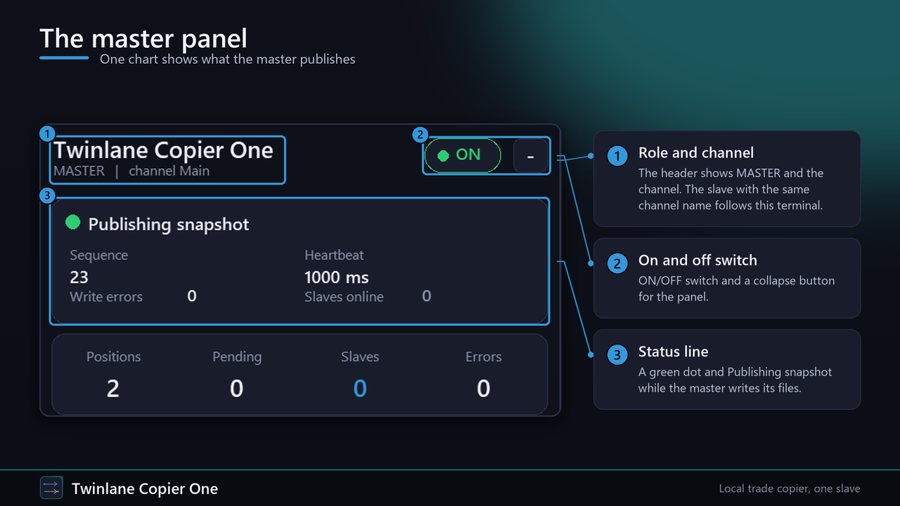 The master panel
One chart shows what the master publishes
1
Twinlane Copier One
MASTER | channel Main
2
ON
-
3
Publishing snapshot
Sequence
Heartbeat
23
1000 ms
Write errors 0
Slaves online 0
Positions
Pending
Slaves
Errors
2
0
0
0
1
Role and channel
The header shows MASTER and the
channel. The slave with the same
channel name follows this terminal.
2
On and off switch
ON/OFF switch and a collapse button
for the panel.
3
Status line
A green dot and Publishing snapshot
while the master writes its files.
Twinlane Copier One
Local trade copier, one slave